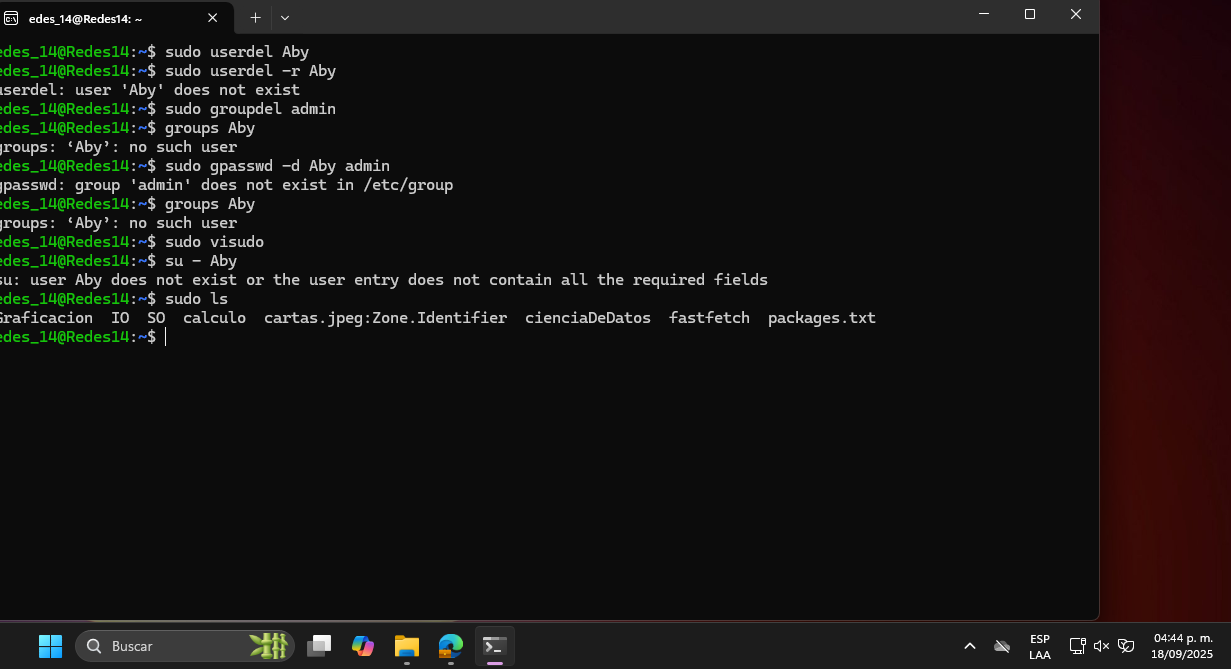 edes_14@Redes14: ~
edes_14@Redes14:~$ sudo userdel Aby
edes_14@Redes14:~$ sudo userdel -r Aby
userdel: user 'Aby' does not exist
edes_14@Redes14:~$ sudo groupdel admin
edes_14@Redes14:~$ groups Aby
groups: ‘Aby’: no such user
edes_14@Redes14:~$ sudo gpasswd -d Aby admin
gpasswd: group 'admin' does not exist in /etc/group
edes_14@Redes14:~$ groups Aby
groups: ‘Aby’: no such user
edes_14@Redes14:~$ sudo visudo
edes_14@Redes14:~$ su - Aby
su: user Aby does not exist or the user entry does not contain all the required fields
edes_14@Redes14:~$ sudo ls
Graficacion  IO  SO  calculo  cartas.jpeg:Zone.Identifier  cienciaDeDatos  fastfetch  packages.txt
edes_14@Redes14:~$
Buscar
ESP
LAA
04:44 p. m.
18/09/2025